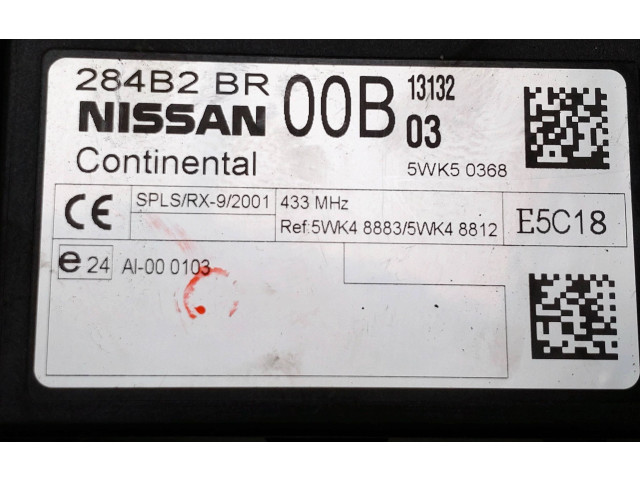 284B2 BR 00B 13132
NISSAN 03
Continental 5WK5 0368
CE SPLS/RX-9/2001 433 MHz E5C18
Ref:5WK4 8883/5WK4 8812
e 24 AI-00 0103